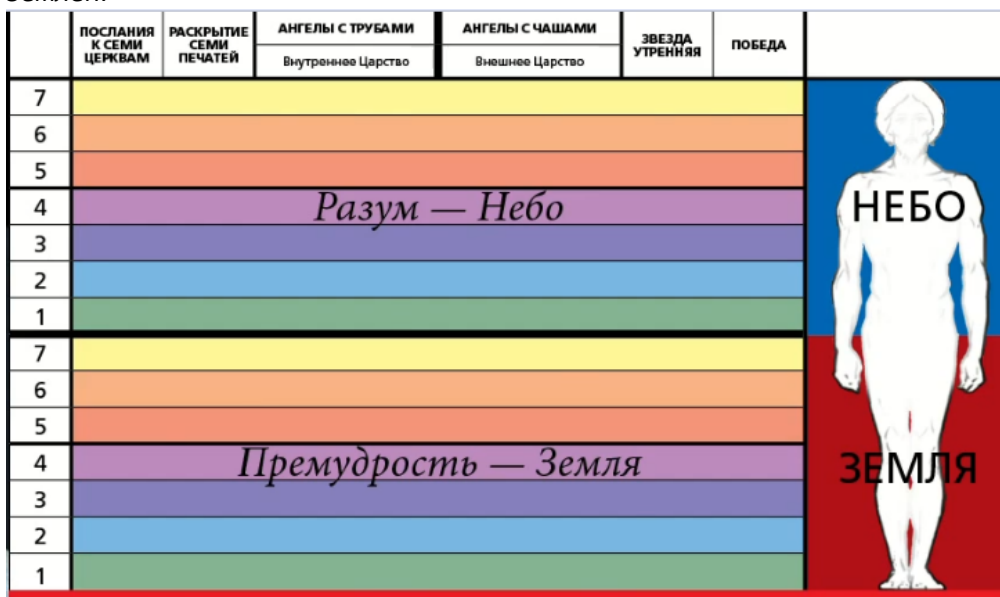 ПОСЛАНИЯ
К СЕМИ
ЦЕРКВАМ
РАСКРЫТИЕ
СЕМИ
ПЕЧАТЕЙ
АНГЕЛЫ С ТРУБАМИ
Внутреннее Царство
АНГЕЛЫ С ЧАШАМИ
Внешнее Царство
ЗВЕЗДА
УТРЕННЯЯ
ПОБЕДА
7
6
5
4
Разум — Небо
НЕБО
3
2
1
7
6
5
4
Премудрость — Земля
ЗЕМЛЯ
3
2
1